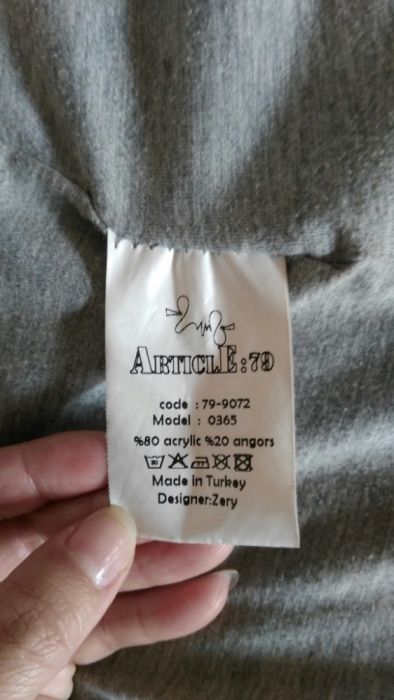 ARTICLE:79
code : 79-9072
Model : 0365
%80 acrylic %20 angors
Made in Turkey
Designer:Zery